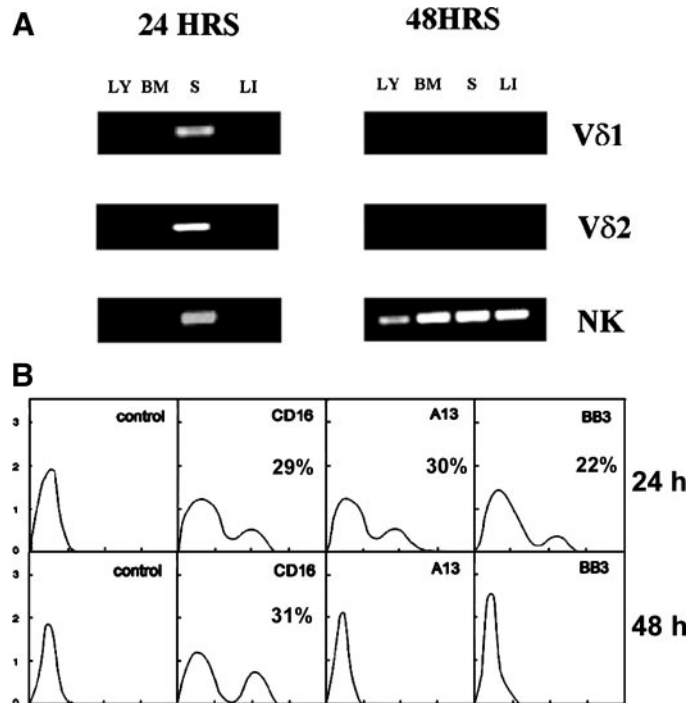 A
24 HRS 48HRS
LY BM S LI LY BM S LI
Vδ1
Vδ2
NK
B
3 control CD16 A13 BB3
29% 30% 22%
2
24 h
1
0
3 control CD16 A13 BB3
31%
2
48 h
1
0